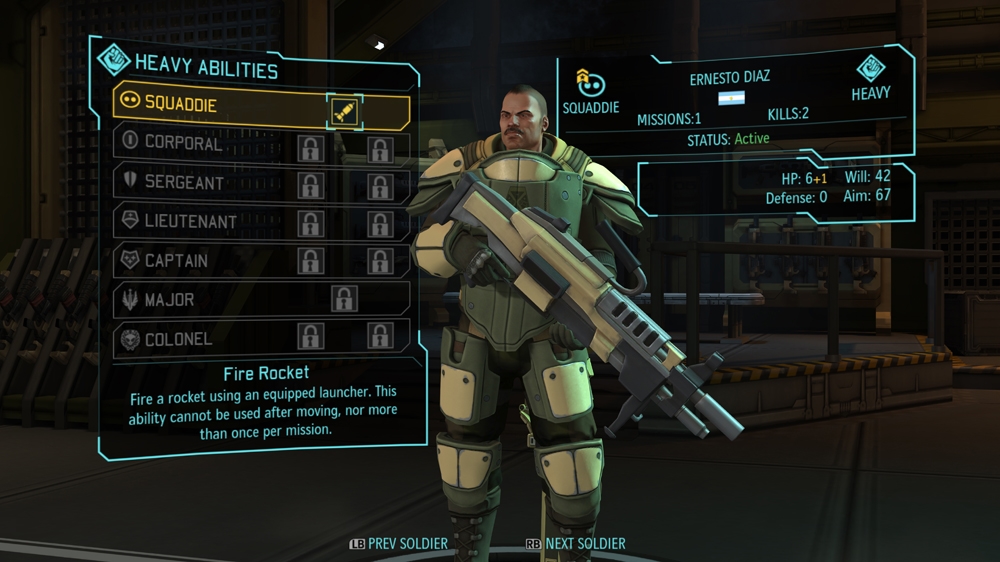 HEAVY ABILITIES
SQUADDIE
CORPORAL
SERGEANT
LIEUTENANT
CAPTAIN
MAJOR
COLONEL
Fire Rocket
Fire a rocket using an equipped launcher. This
ability cannot be used after moving, nor more
than once per mission.
ERNESTO DIAZ
SQUADDIE
HEAVY
MISSIONS:1 KILLS:2
STATUS: Active
HP: 6+1 Will: 42
Defense: 0 Aim: 67
LB PREV SOLDIER RB NEXT SOLDIER